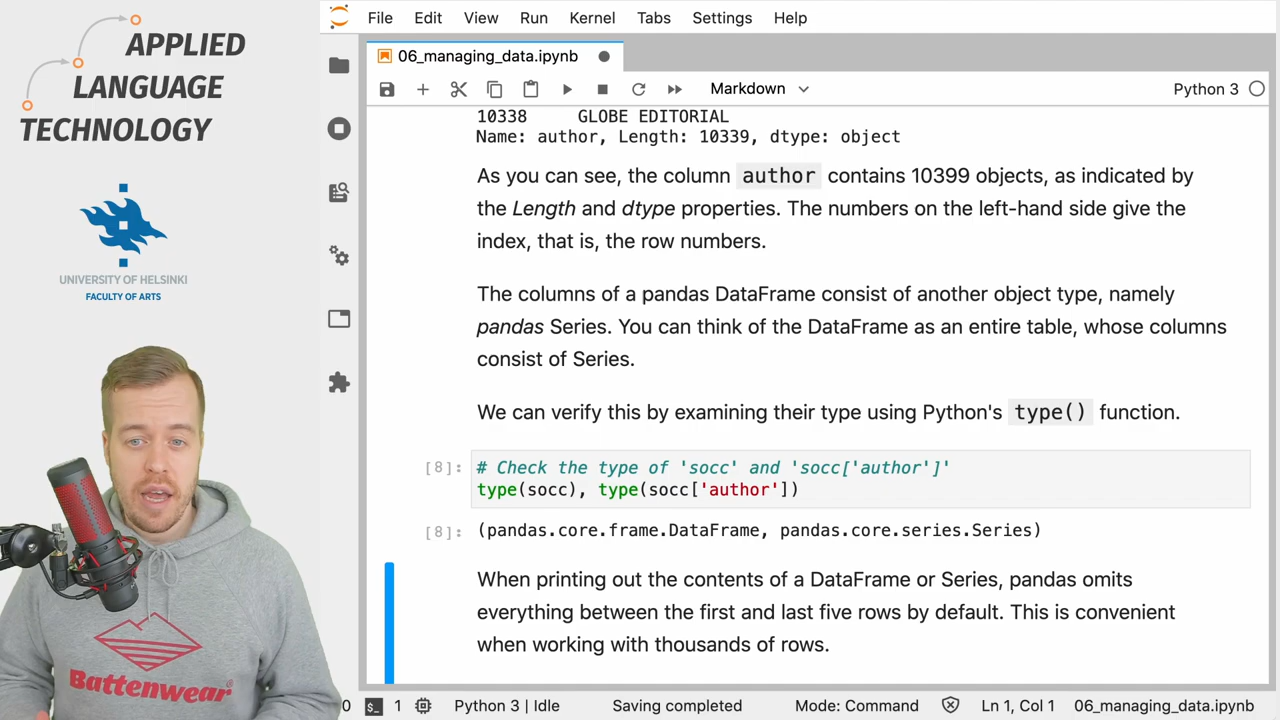 APPLIED
LANGUAGE
TECHNOLOGY
UNIVERSITY OF HELSINKI
FACULTY OF ARTS
Battenwear
File Edit View Run Kernel Tabs Settings Help
06_managing_data.ipynb
Markdown
Python 3
10338 GLOBE EDITORIAL
Name: author, Length: 10339, dtype: object
As you can see, the column author contains 10399 objects, as indicated by
the Length and dtype properties. The numbers on the left-hand side give the
index, that is, the row numbers.
The columns of a pandas DataFrame consist of another object type, namely
pandas Series. You can think of the DataFrame as an entire table, whose columns
consist of Series.
We can verify this by examining their type using Python's type() function.
[8]: # Check the type of 'socc' and 'socc['author']'
type(socc), type(socc['author'])
[8]: (pandas.core.frame.DataFrame, pandas.core.series.Series)
When printing out the contents of a DataFrame or Series, pandas omits
everything between the first and last five rows by default. This is convenient
when working with thousands of rows.
0 $_ 1 Python 3 | Idle Saving completed Mode: Command Ln 1, Col 1 06_managing_data.ipynb